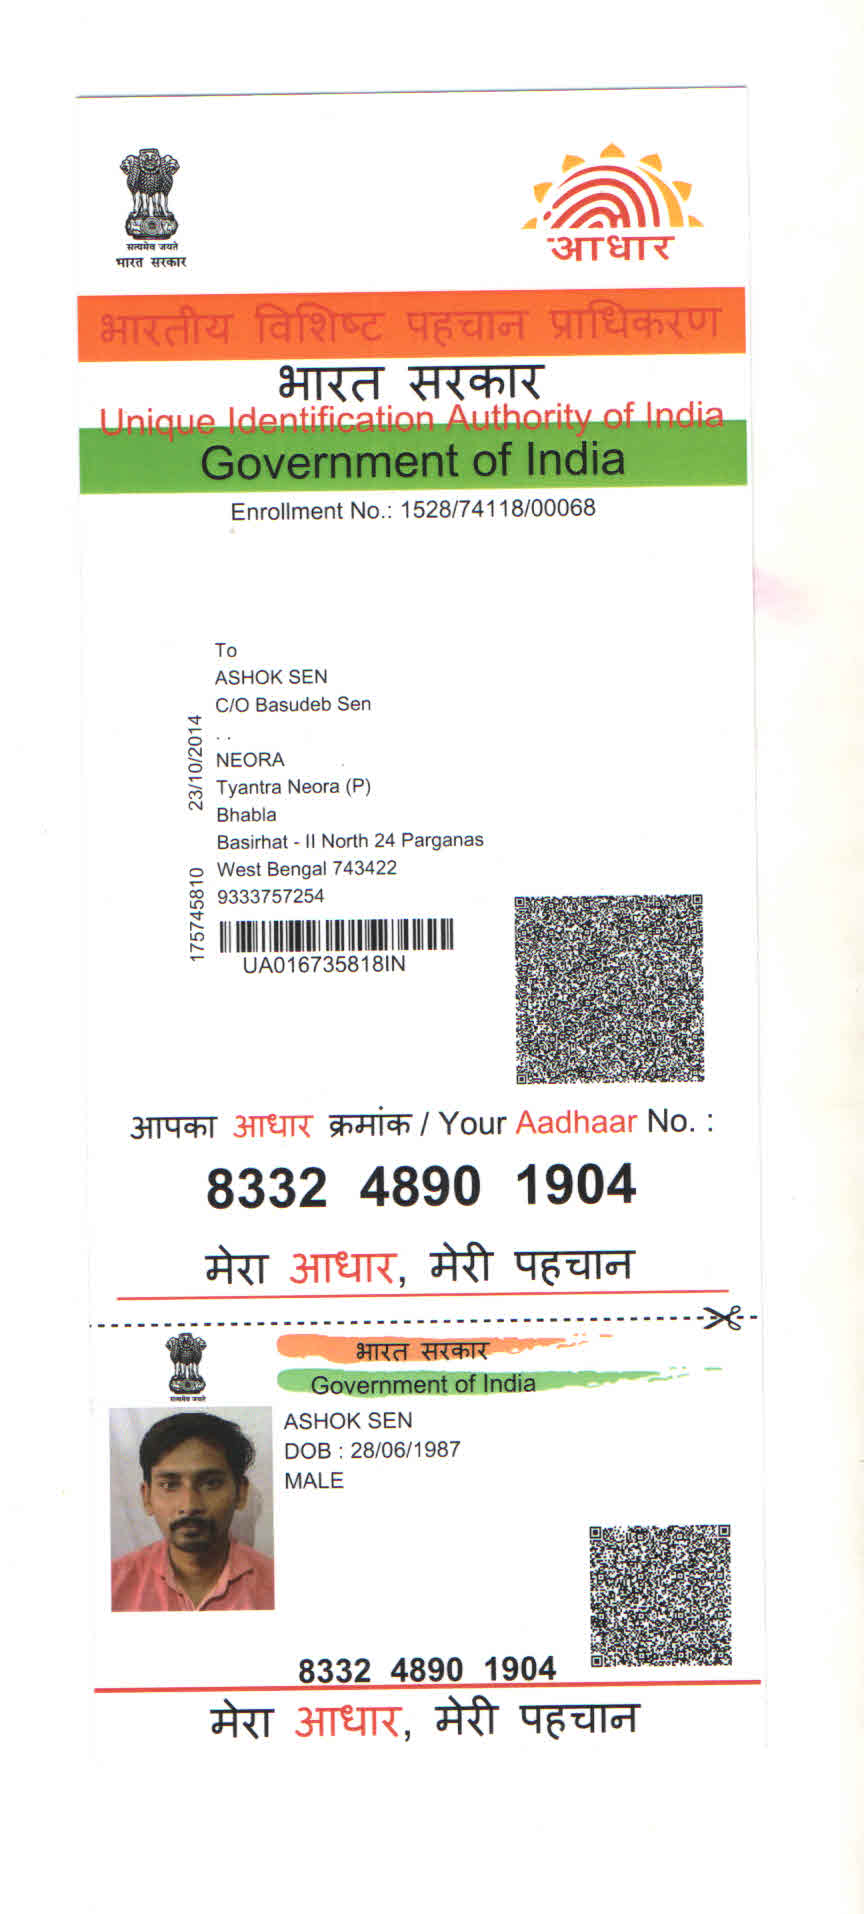 सत्यमेव जयते
भारत सरकार
आधार
भारतीय विशिष्ट पहचान प्राधिकरण
भारत सरकार
Unique Identification Authority of India
Government of India
Enrollment No.: 1528/74118/00068
To
ASHOK SEN
C/O Basudeb Sen
. .
NEORA
Tyantra Neora (P)
Bhabla
Basirhat - II North 24 Parganas
West Bengal 743422
9333757254
23/10/2014
175745810
UA016735818IN
आपका आधार क्रमांक / Your Aadhaar No. :
8332 4890 1904
मेरा आधार, मेरी पहचान
सत्यमेव जयते
भारत सरकार
Government of India
ASHOK SEN
DOB : 28/06/1987
MALE
8332 4890 1904
मेरा आधार, मेरी पहचान